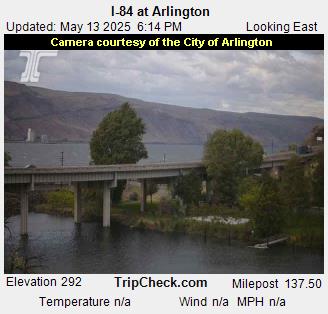 I-84 at Arlington
Updated: May 13 2025 6:14 PM Looking East
Camera courtesy of the City of Arlington
Elevation 292 TripCheck.com Milepost 137.50
Temperature n/a Wind n/a MPH n/a